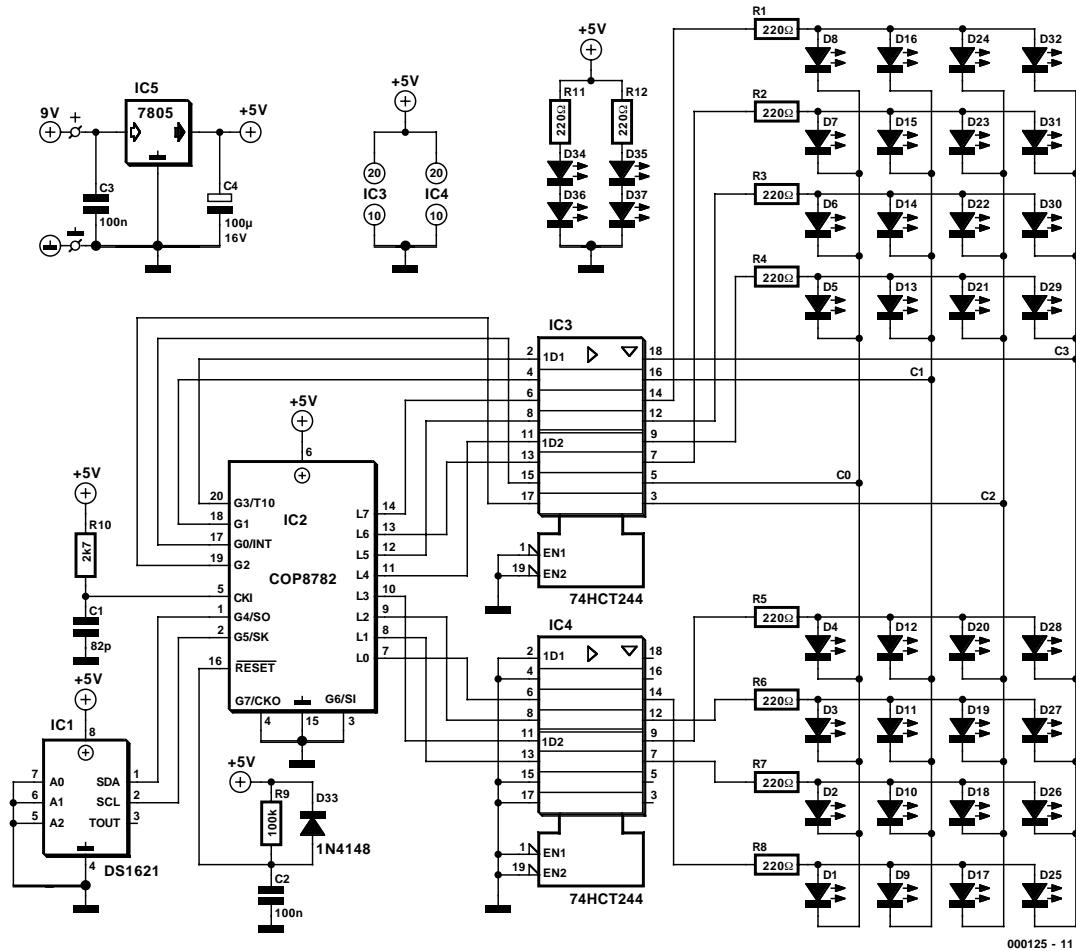 R1
220Ω
D8
D16
D24
D32
R2
220Ω
D7
D15
D23
D31
R3
220Ω
D6
D14
D22
D30
R4
220Ω
D5
D13
D21
D29
IC5
7805
9V
+
+5V
C3
100n
C4
100µ
16V
+5V
20
20
IC3
IC4
10
10
+5V
R11
220Ω
R12
220Ω
D34
D35
D36
D37
IC3
2
1D1
18
C3
4
16
C1
6
14
8
12
11
1D2
9
13
7
15
5
C0
17
3
C2
1
EN1
19
EN2
74HCT244
+5V
6
20
G3/T10
18
G1
17
G0/INT
19
G2
5
CKI
1
G4/SO
2
G5/SK
16
RESET
G7/CKO
G6/SI
4
15
3
IC2
COP8782
L7
14
L6
13
L5
12
L4
11
L3
10
L2
9
L1
8
L0
7
+5V
R10
2k7
C1
82p
+5V
IC1
8
7
A0
6
A1
5
A2
SDA
1
SCL
2
TOUT
3
4
DS1621
+5V
R9
100k
D33
1N4148
C2
100n
IC4
2
1D1
18
4
16
6
14
8
12
11
1D2
9
13
7
15
5
17
3
1
EN1
19
EN2
74HCT244
R5
220Ω
D4
D12
D20
D28
R6
220Ω
D3
D11
D19
D27
R7
220Ω
D2
D10
D18
D26
R8
220Ω
D1
D9
D17
D25
000125 - 11